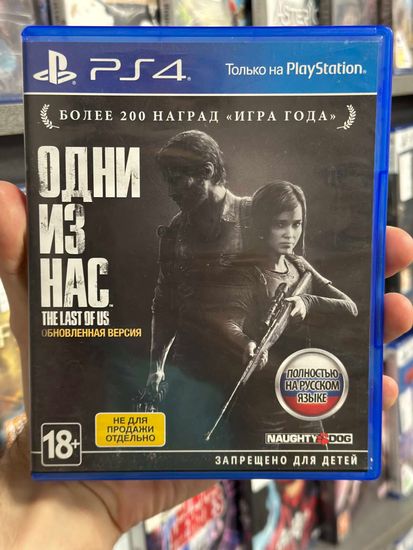 PS4
Только на PlayStation®
БОЛЕЕ 200 НАГРАД «ИГРА ГОДА»
ОДНИ
ИЗ
НАС
THE LAST OF US
ОБНОВЛЕННАЯ ВЕРСИЯ
ПОЛНОСТЬЮ
НА РУССКОМ
ЯЗЫКЕ
НЕ ДЛЯ
ПРОДАЖИ
ОТДЕЛЬНО
18+
NAUGHTY DOG
ЗАПРЕЩЕНО ДЛЯ ДЕТЕЙ